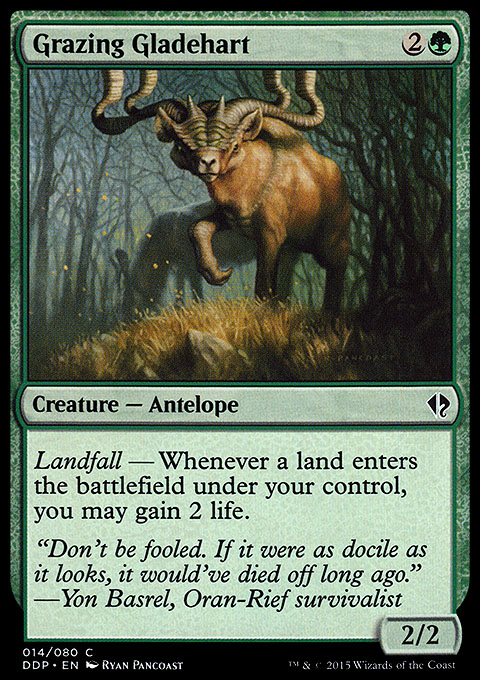 Grazing Gladehart 2
PANCOAST
Creature — Antelope
Landfall — Whenever a land enters
the battlefield under your control,
you may gain 2 life.
“Don’t be fooled. If it were as docile as
it looks, it would’ve died off long ago.”
—Yon Basrel, Oran-Rief survivalist
2/2
014/080 C
DDP • EN Ryan Pancoast
™ & © 2015 Wizards of the Coast